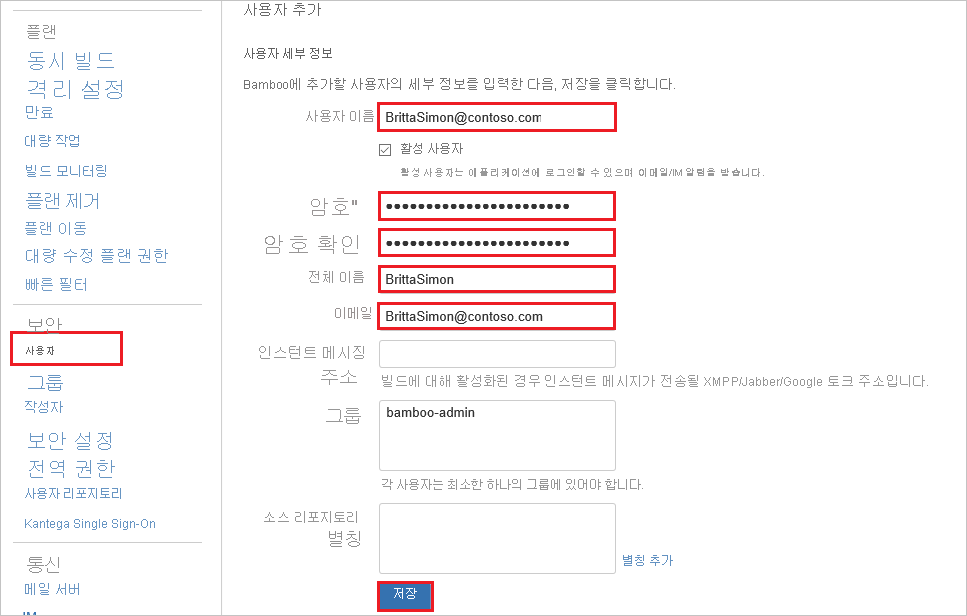 플랜
동시 빌드
격리 설정
만료
대량 작업
빌드 모니터링
플랜 제거
플랜 이동
대량 수정 플랜 권한
빠른 필터
보안
사용자
그룹
작성자
보안 설정
전역 권한
사용자 리포지토리
Kantega Single Sign-On
통신
메일 서버
IM
사용자 추가
사용자 세부 정보
Bamboo에 추가할 사용자의 세부 정보를 입력한 다음, 저장을 클릭합니다.
사용자 이름 BrittaSimon@contoso.com
활성 사용자
활성 사용자는 애플리케이션에 로그인할 수 있으며 이메일/IM 알림을 받습니다.
암호" ●●●●●●●●●●●●●●●●●●●●●●●
암호 확인 ●●●●●●●●●●●●●●●●●●●●●●●
전체 이름 BrittaSimon
이메일 BrittaSimon@contoso.com
인스턴트 메시징
주소
빌드에 대해 활성화된 경우 인스턴트 메시지가 전송될 XMPP/Jabber/Google 토크 주소입니다.
그룹 bamboo-admin
각 사용자는 최소한 하나의 그룹에 있어야 합니다.
소스 리포지토리
별칭
별칭 추가
저장